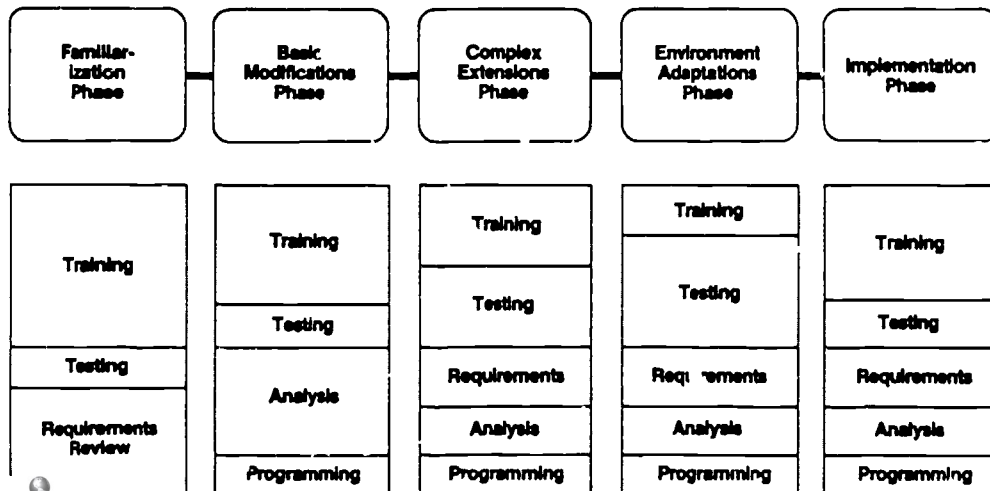 Familiar-
ization
Phase
Basic
Modifications
Phase
Complex
Extensions
Phase
Environment
Adaptations
Phase
Implementation
Phase
Training
Testing
Requirements
Review
Training
Testing
Analysis
Programming
Training
Testing
Requirements
Analysis
Programming
Training
Testing
Requirements
Analysis
Programming
Training
Testing
Requirements
Analysis
Programming